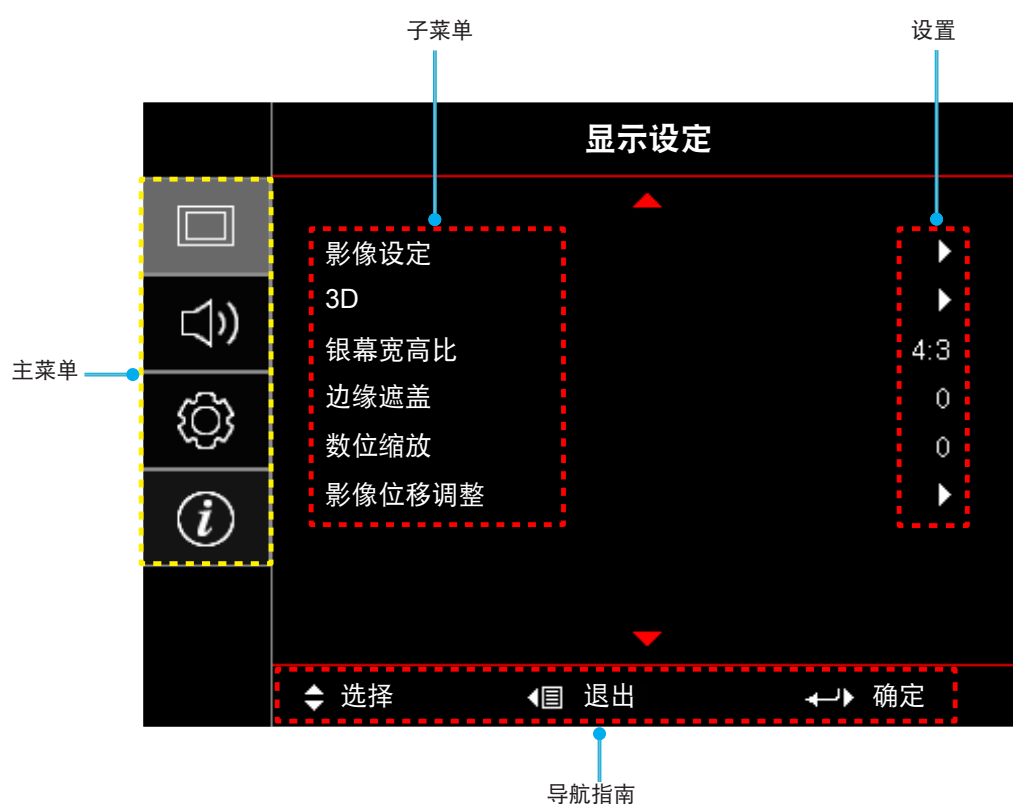 子菜单
设置
显示设定
影像设定
3D
银幕宽高比 4:3
边缘遮盖 0
数位缩放 0
影像位移调整
主菜单
i
选择 退出 确定
导航指南